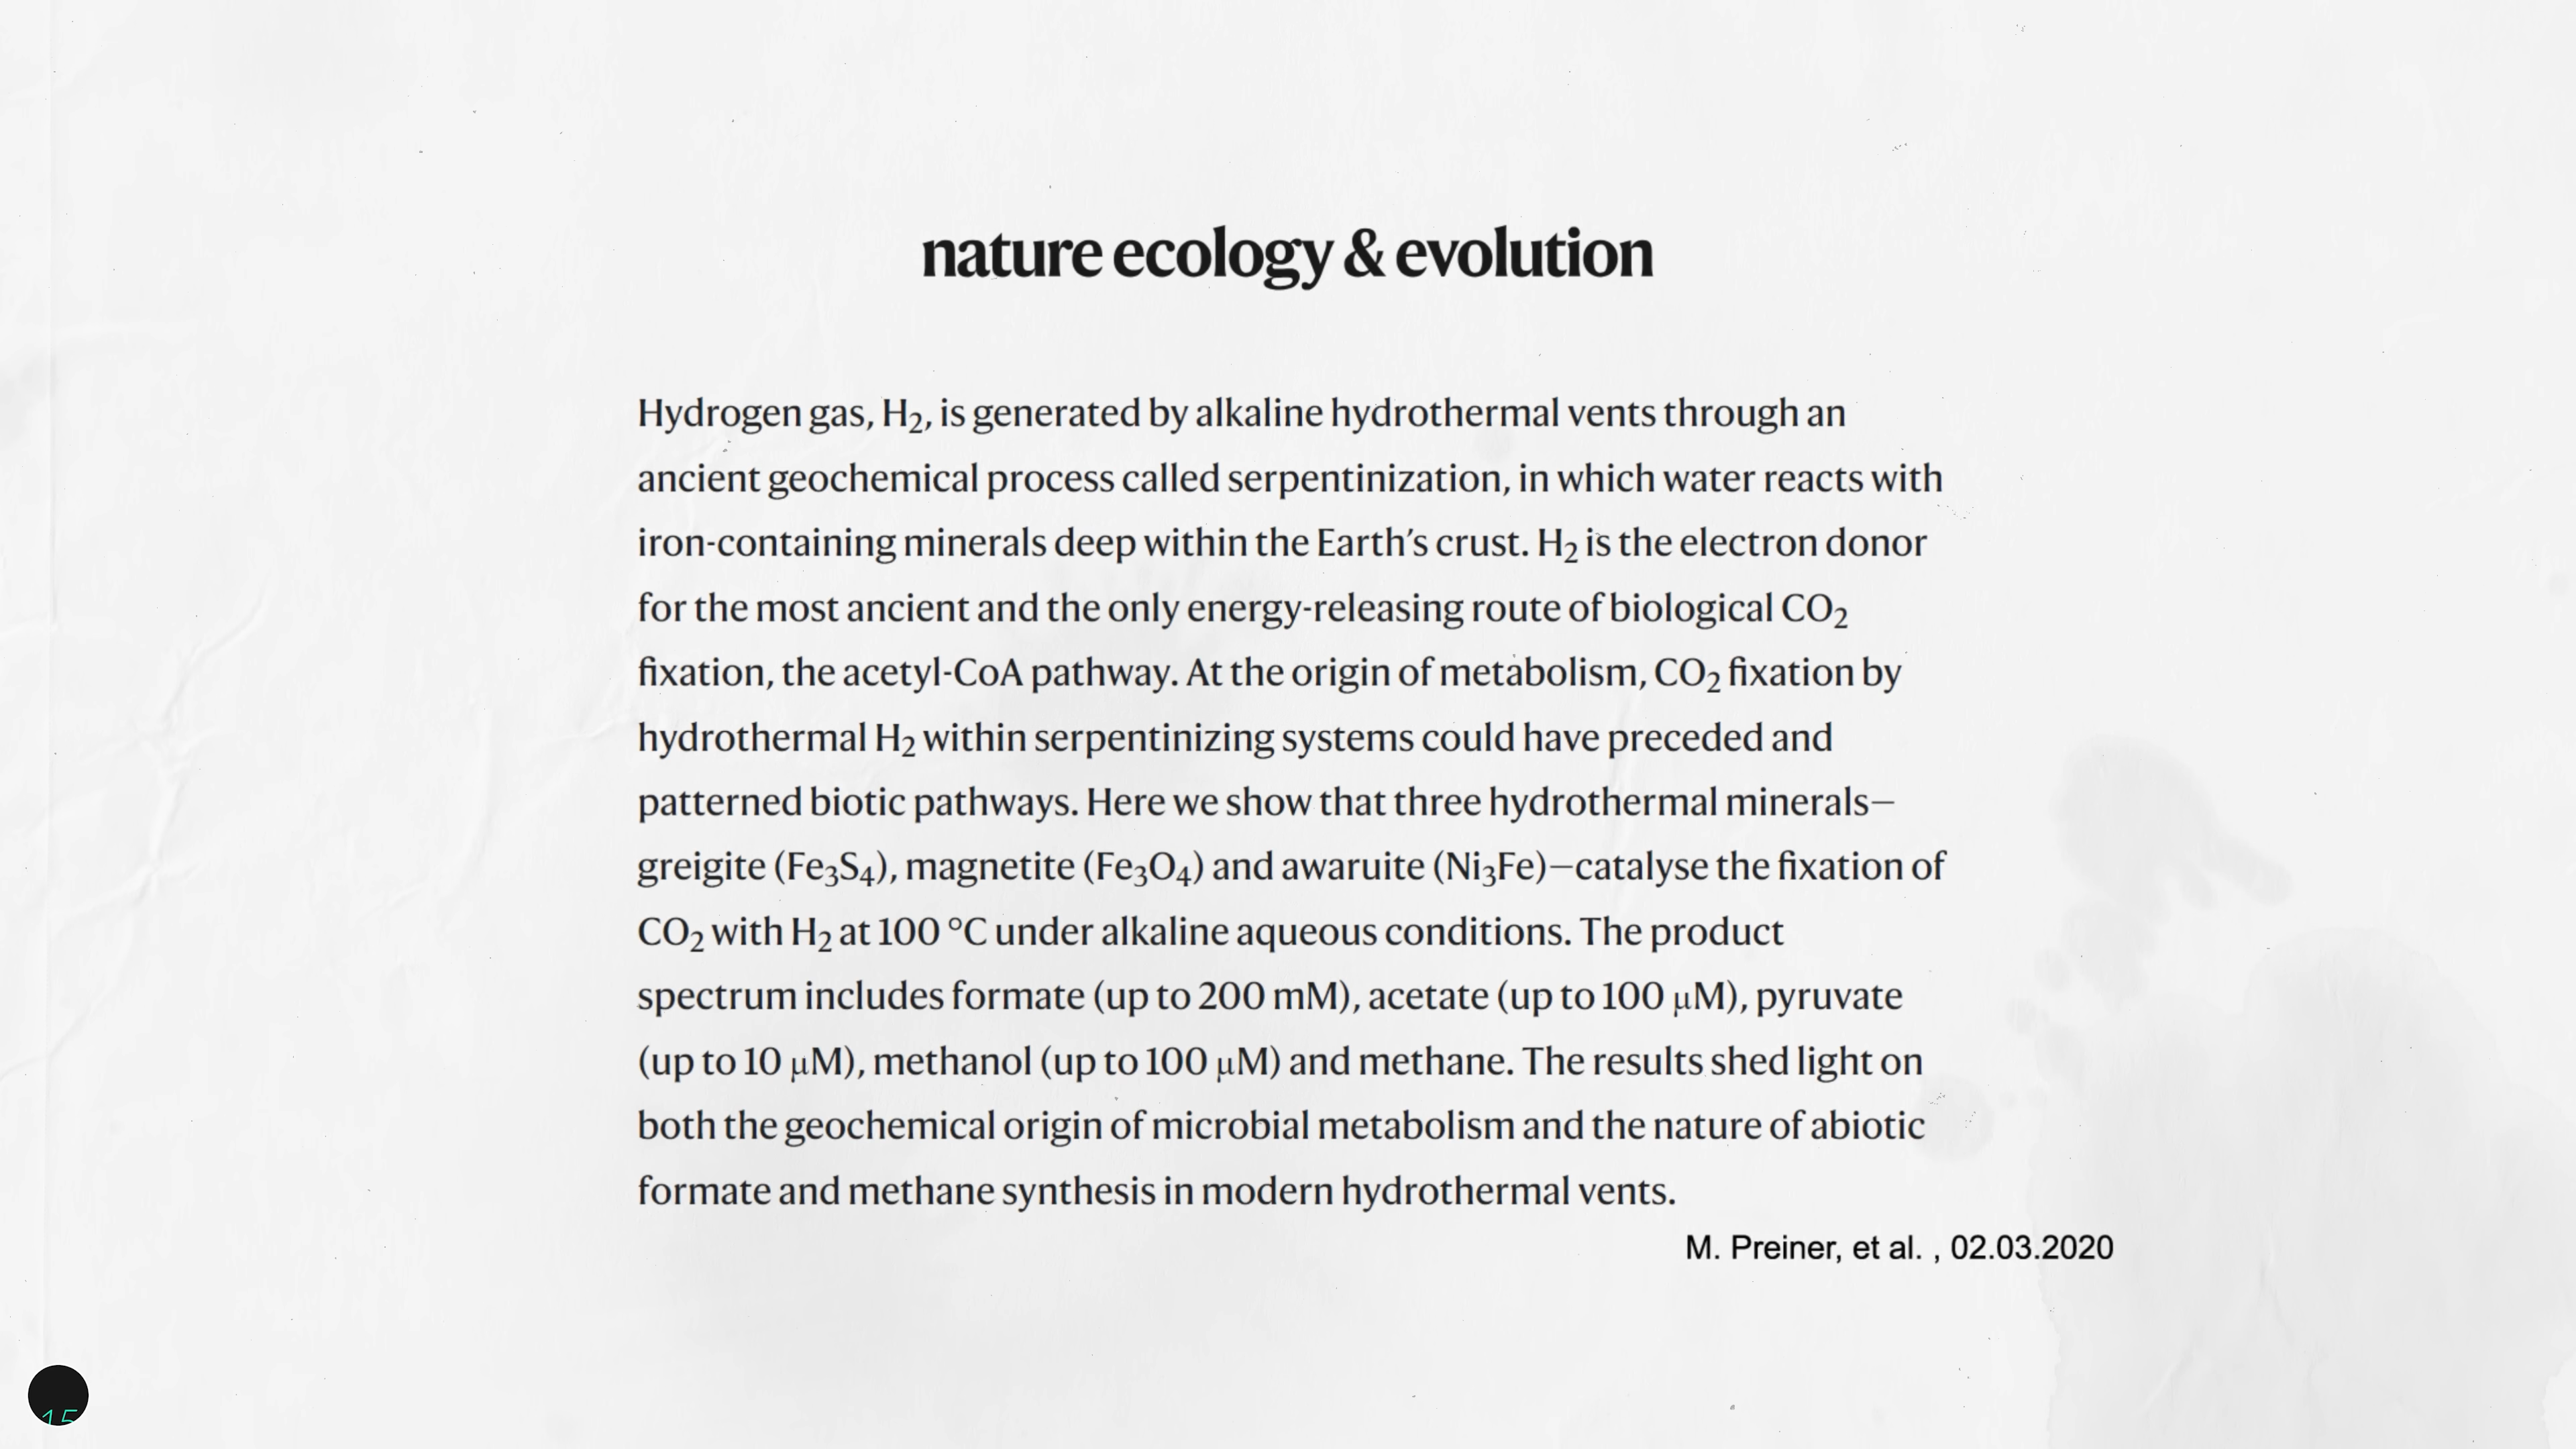 nature ecology & evolution
Hydrogen gas, H₂, is generated by alkaline hydrothermal vents through an
ancient geochemical process called serpentinization, in which water reacts with
iron-containing minerals deep within the Earth’s crust. H₂ is the electron donor
for the most ancient and the only energy-releasing route of biological CO₂
fixation, the acetyl-CoA pathway. At the origin of metabolism, CO₂ fixation by
hydrothermal H₂ within serpentinizing systems could have preceded and
patterned biotic pathways. Here we show that three hydrothermal minerals—
greigite (Fe₃S₄), magnetite (Fe₃O₄) and awaruite (Ni₃Fe)—catalyse the fixation of
CO₂ with H₂ at 100 °C under alkaline aqueous conditions. The product
spectrum includes formate (up to 200 mM), acetate (up to 100 μM), pyruvate
(up to 10 μM), methanol (up to 100 μM) and methane. The results shed light on
both the geochemical origin of microbial metabolism and the nature of abiotic
formate and methane synthesis in modern hydrothermal vents.
M. Preiner, et al. , 02.03.2020
15